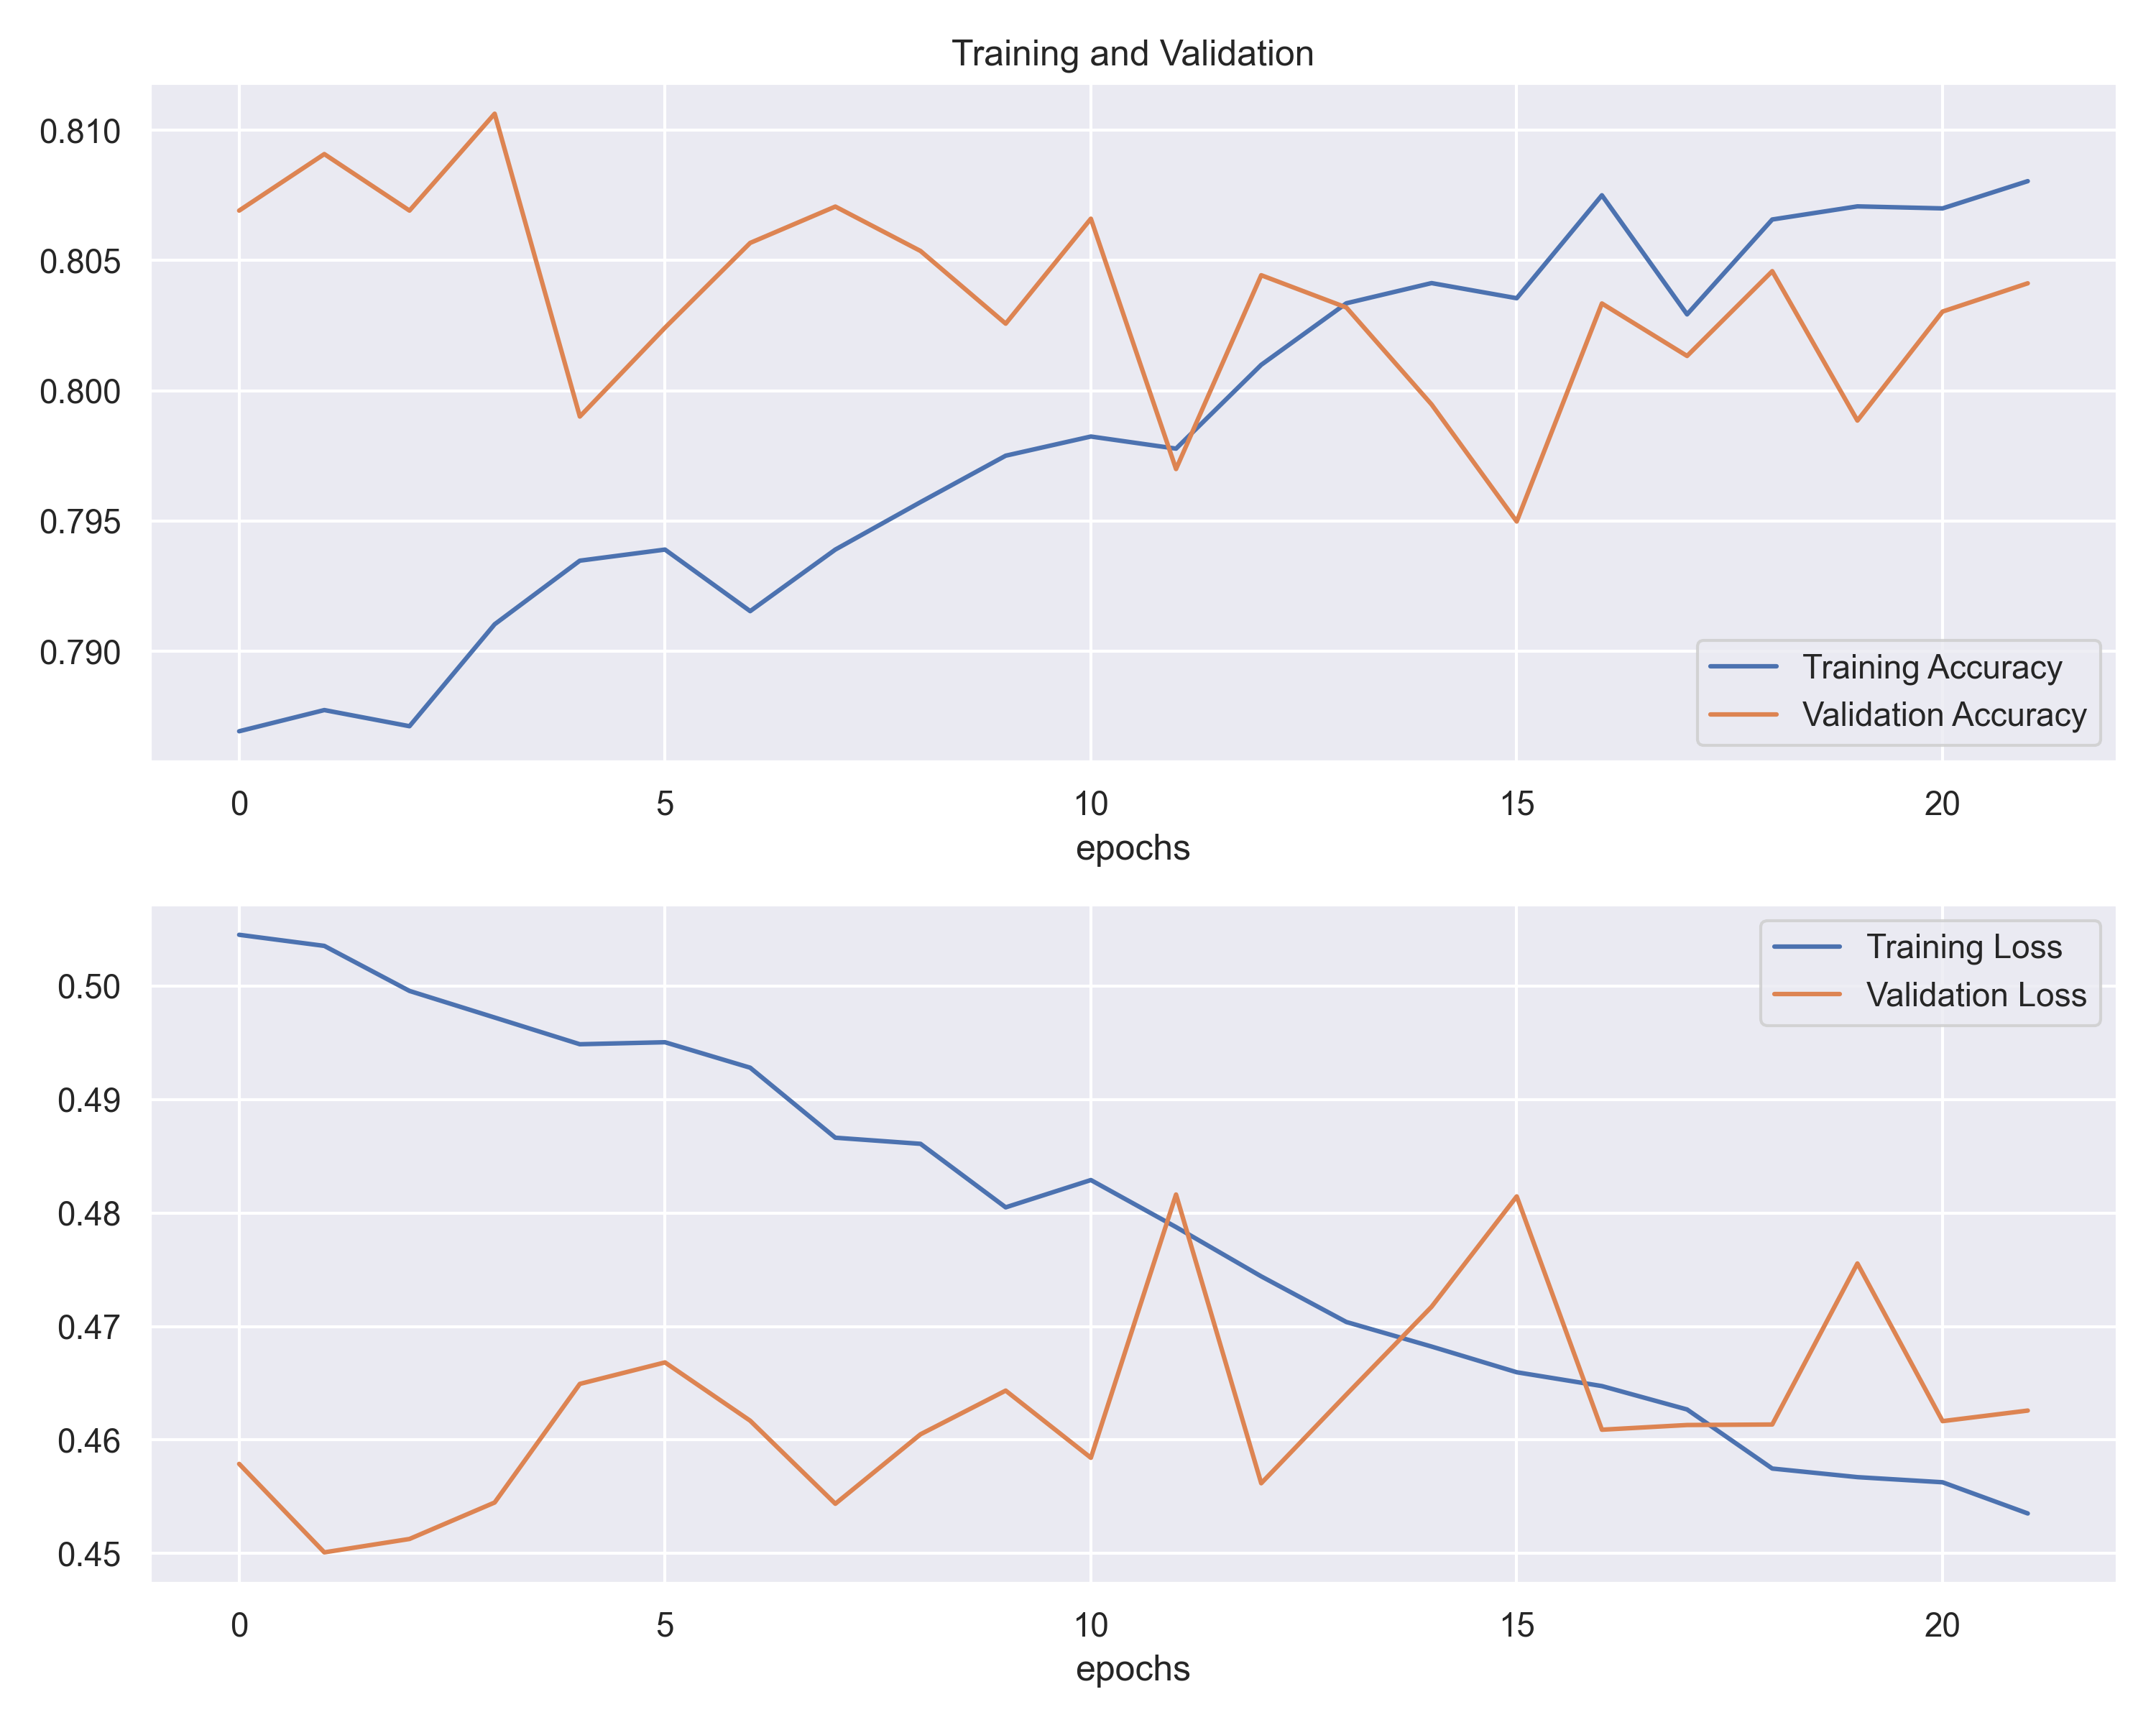 Training and Validation
0.810
0.805
0.800
0.795
0.790
Training Accuracy
Validation Accuracy
0 5 10 15 20
epochs
Training Loss
Validation Loss
0.50
0.49
0.48
0.47
0.46
0.45
0 5 10 15 20
epochs